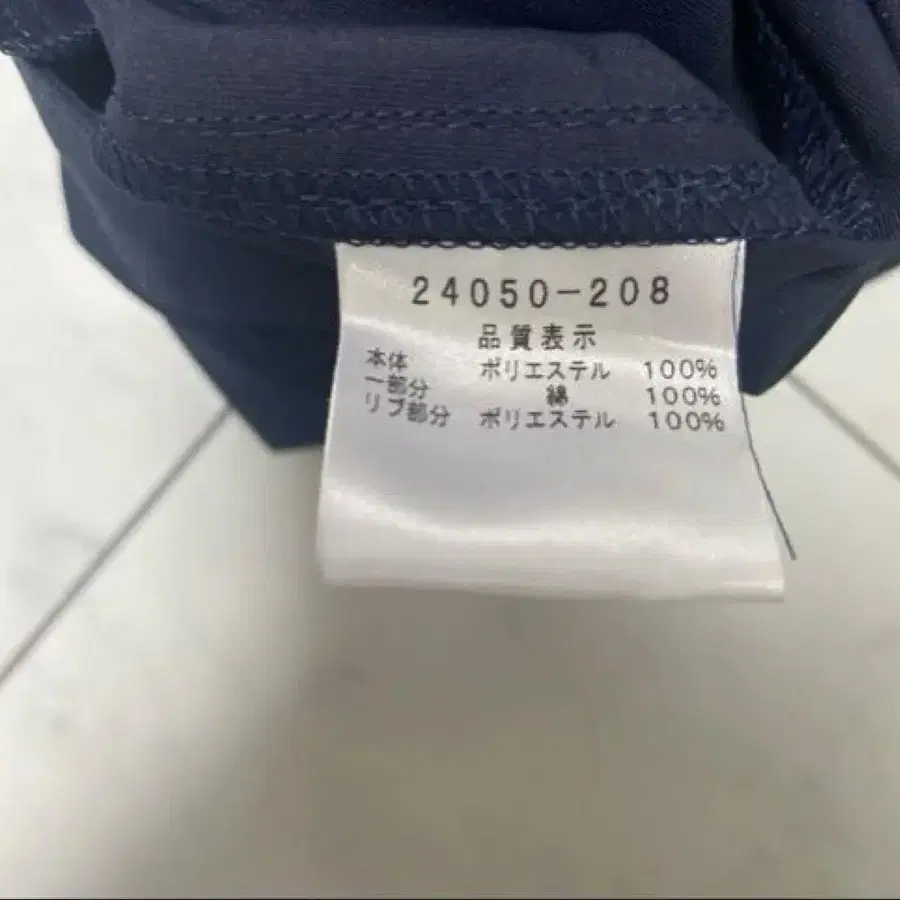 24050-208
品質表示
本体 ポリエステル 100%
一部分 綿 100%
リブ部分 ポリエステル 100%